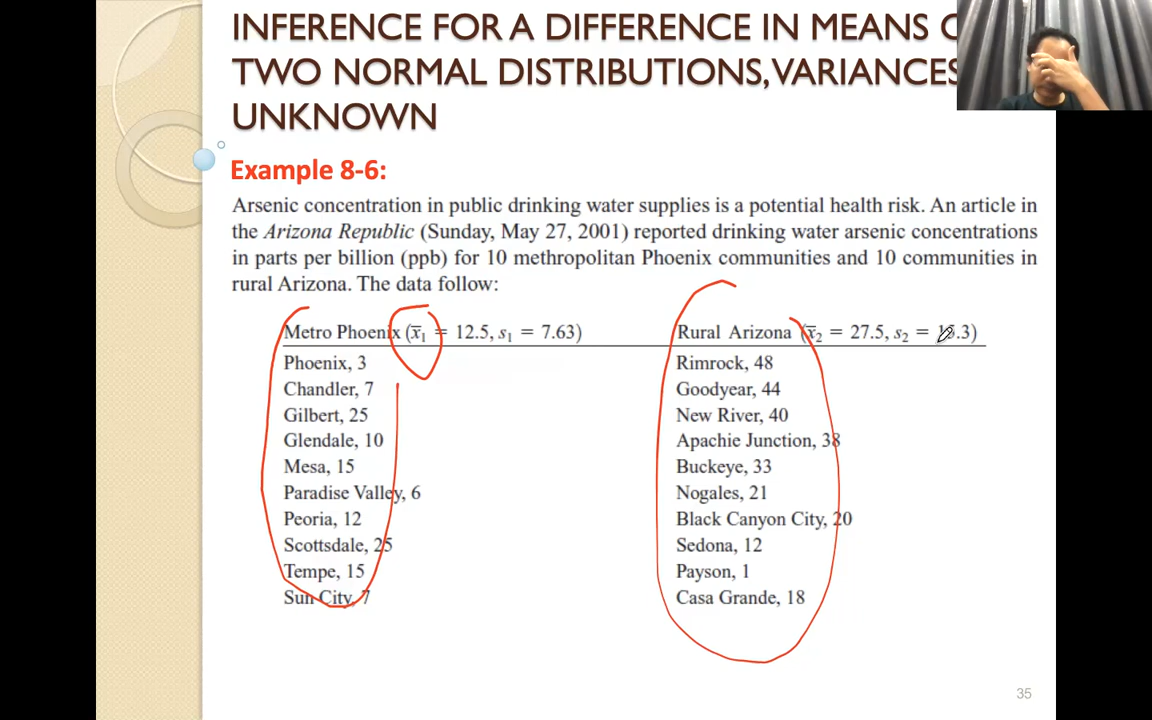 INFERENCE FOR A DIFFERENCE IN MEANS
TWO NORMAL DISTRIBUTIONS, VARIANCES
UNKNOWN
Example 8-6:
Arsenic concentration in public drinking water supplies is a potential health risk. An article in
the Arizona Republic (Sunday, May 27, 2001) reported drinking water arsenic concentrations
in parts per billion (ppb) for 10 methropolitan Phoenix communities and 10 communities in
rural Arizona. The data follow:
Metro Phoenix (x̅₁ = 12.5, s₁ = 7.63)
Phoenix, 3
Chandler, 7
Gilbert, 25
Glendale, 10
Mesa, 15
Paradise Valley, 6
Peoria, 12
Scottsdale, 25
Tempe, 15
Sun City, 7
Rural Arizona (x̅₂ = 27.5, s₂ =
Rimrock, 48
Goodyear, 44
New River, 40
Apachie Junction, 38
Buckeye, 33
Nogales, 21
Black Canyon City, 20
Sedona, 12
Payson, 1
Casa Grande, 18
35